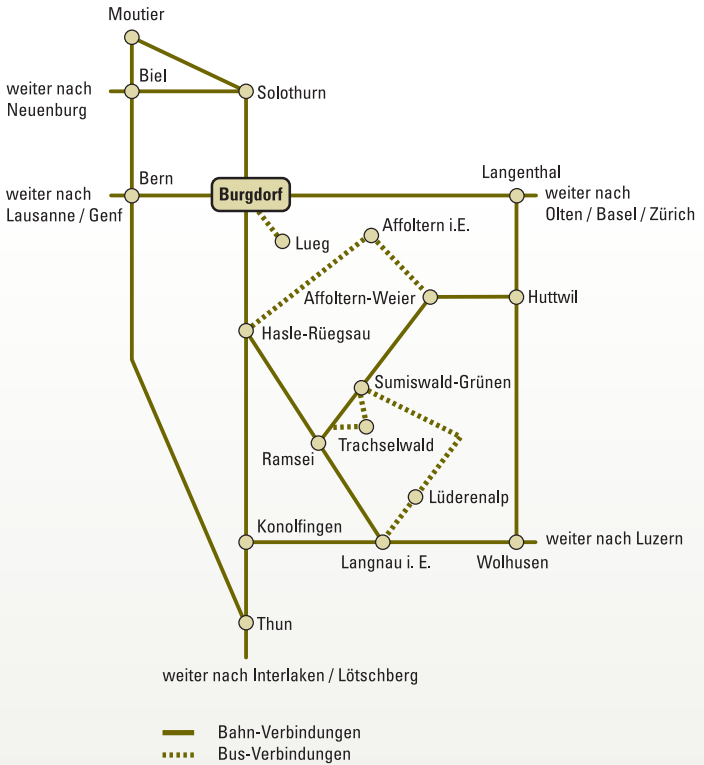 Moutier
Biel
weiter nach
Neuenburg
Solothurn
Bern
weiter nach
Lausanne / Genf
Burgdorf
Langenthal
weiter nach
Olten / Basel / Zürich
Lueg
Affoltern i.E.
Affoltern-Weier
Huttwil
Hasle-Rüegsau
Sumiswald-Grünen
Trachselwald
Ramsei
Lüderenalp
Konolfingen
Langnau i. E.
Wolhusen
weiter nach Luzern
Thun
weiter nach Interlaken / Lötschberg
Bahn-Verbindungen
Bus-Verbindungen